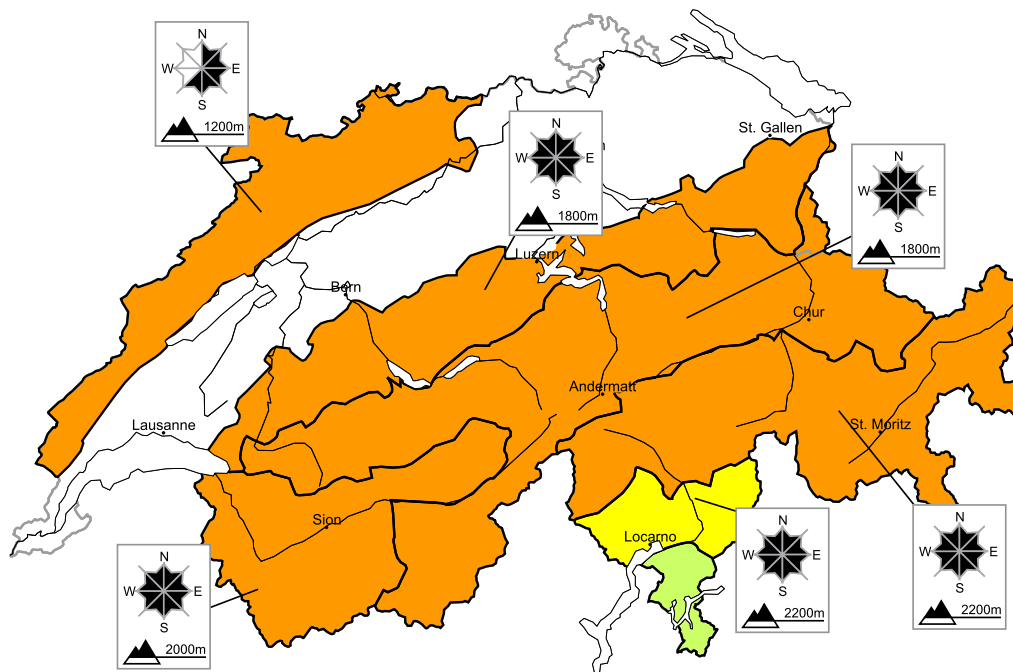 N
W E
S
1200m
N
W E
S
1800m
St. Gallen
N
W E
S
1800m
Luzern
Bern
Chur
Andermatt
Lausanne
St. Moritz
Sion
Locarno
N
W E
S
2200m
N
W E
S
2200m
N
W E
S
2000m